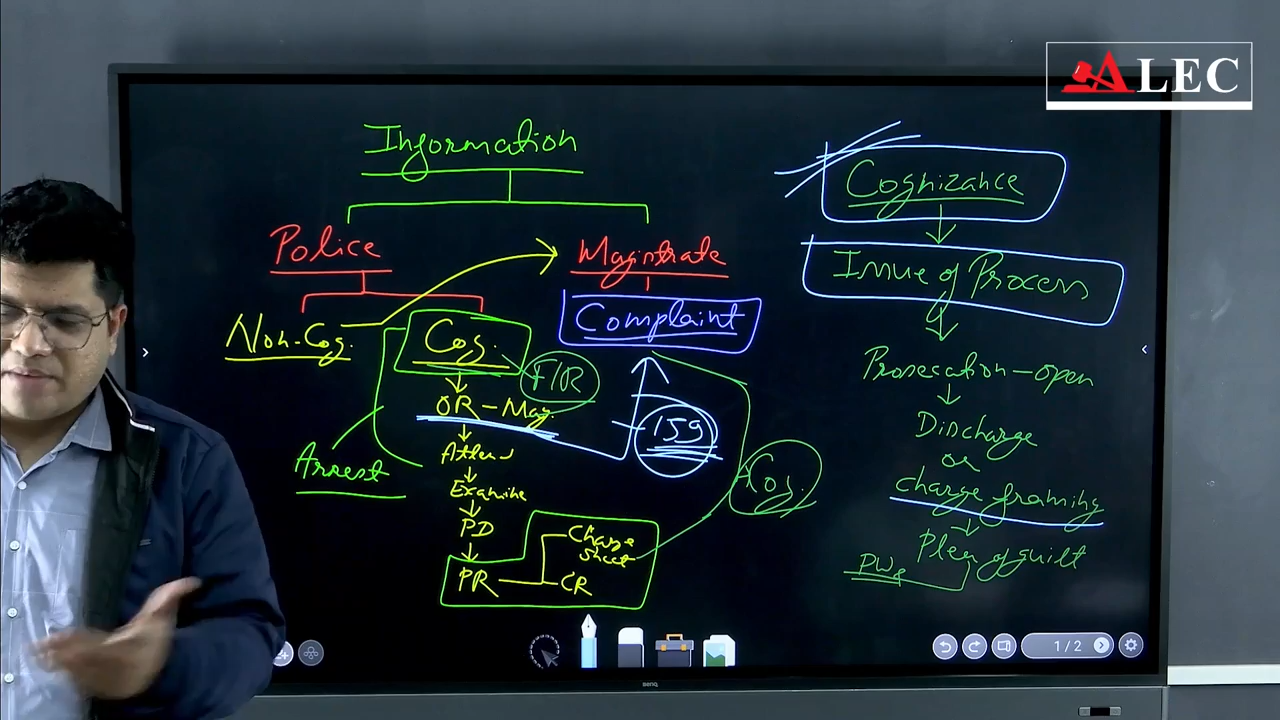 ALEC
Information
Police
Magistrate
Non-Cog.
Cog.
FIR
Complaint
OR – Mag.
159
Arrest
Atten
Examine
PD
PR
Charge
Sheet
CR
Cog.
Cognizance
Issue of Process
Prosecution – open
Discharge
or
charge framing
Plea of guilt
PWs
1/2
BenQ